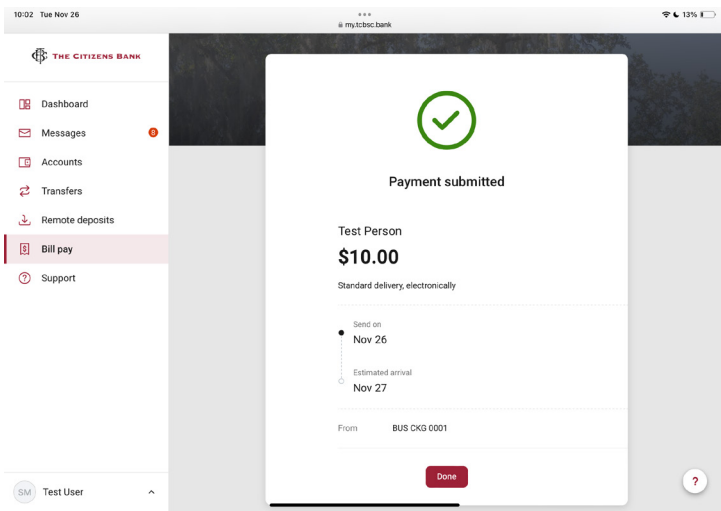 10:02 Tue Nov 26
my.tcbsc.bank
13%
THE CITIZENS BANK
Dashboard
Messages 8
Accounts
Transfers
Remote deposits
Bill pay
Support
SM Test User
Payment submitted
Test Person
$10.00
Standard delivery, electronically
Send on
Nov 26
Estimated arrival
Nov 27
From BUS CKG 0001
Done
?